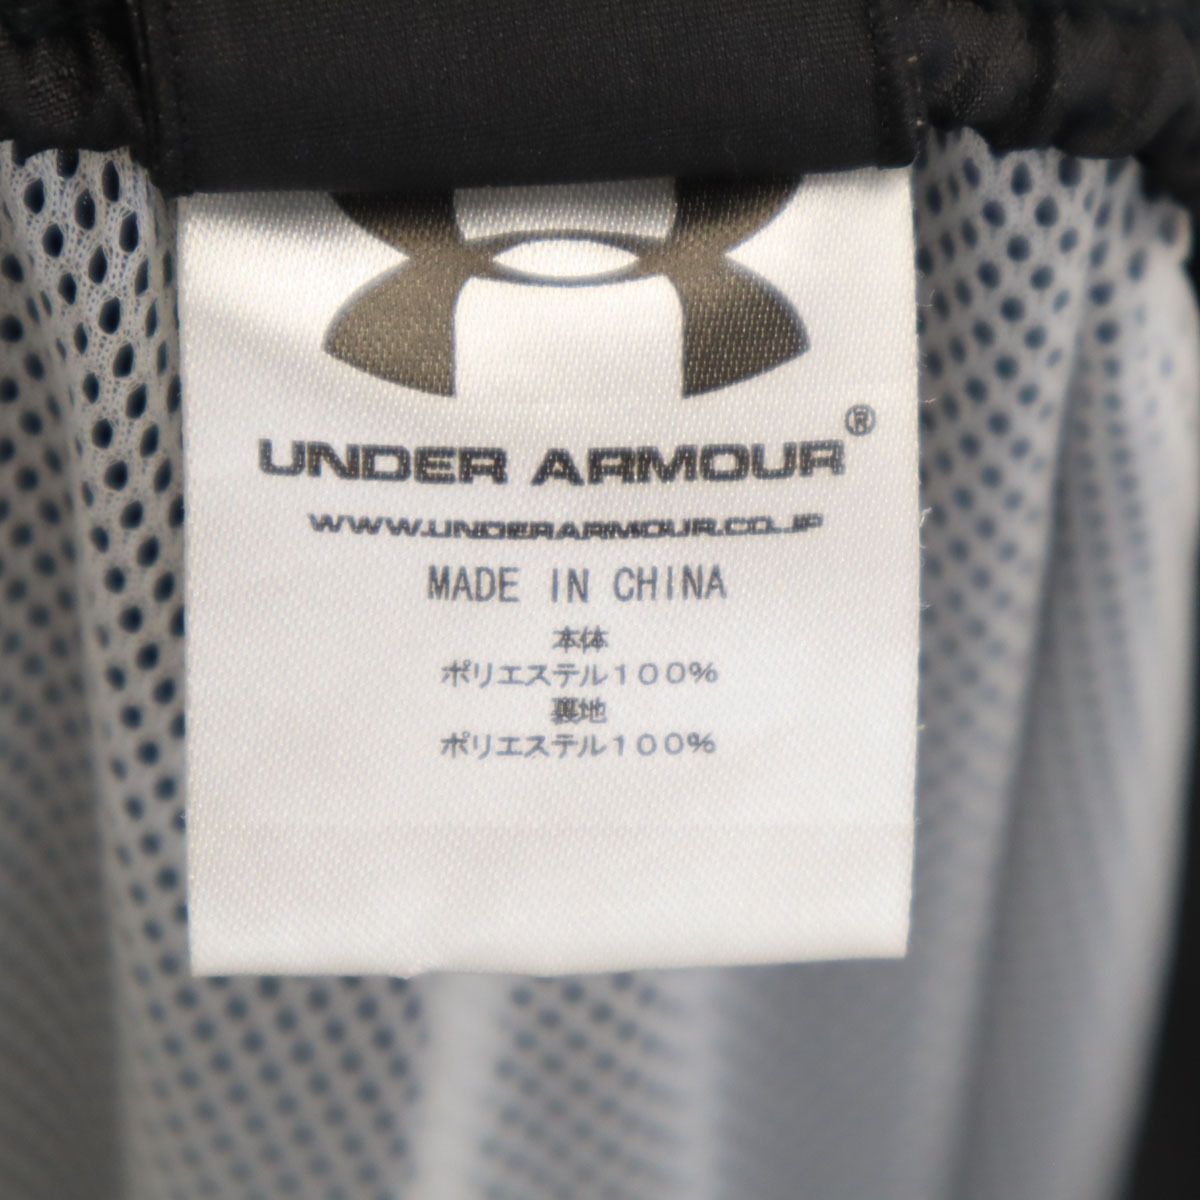 UNDER ARMOUR®
WWW.UNDERARMOUR.CO.JP
MADE IN CHINA
本体
ポリエステル100%
裏地
ポリエステル100%